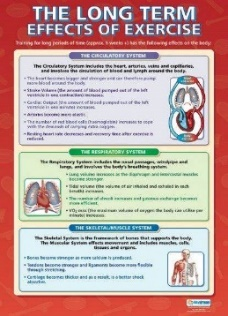 THE LONG TERM
EFFECTS OF EXERCISE
Training for long periods of time (approx. 6 weeks +) has the following effects on the body:
THE CIRCULATORY SYSTEM
The Circulatory System includes the heart, arteries, veins and capillaries,
and involves the circulation of blood and lymph around the body.
The heart becomes bigger and stronger and can therefore pump
more blood around the body.
Stroke Volume (the amount of blood pumped out of the left
ventricle in one contraction) increases.
Cardiac Output (the amount of blood pumped out of the left
ventricle in one minute) increases.
Arteries become more elastic.
The number of red blood cells (haemoglobin) increases to cope
with the demands of carrying extra oxygen.
Resting heart rate decreases and recovery time after exercise is
reduced.
THE RESPIRATORY SYSTEM
The Respiratory System includes the nasal passages, windpipe and
lungs, and involves the body's breathing system.
Lung volume increases as the diaphragm and intercostal muscles
become stronger.
Tidal volume (the volume of air inhaled and exhaled in each
breath) increases.
The number of alveoli increases and gaseous exchange becomes
more efficient.
VO₂ max (the maximum volume of oxygen the body can utilise per
minute) increases.
THE SKELETAL/MUSCLE SYSTEM
The Skeletal System is the framework of bones that supports the body.
The Muscular System effects movement and includes muscles, cells,
tissues and organs.
Bones become stronger as more calcium is produced.
Tendons become stronger and ligaments become more flexible
through stretching.
Cartilage becomes thicker and as a result, is a better shock
absorber.